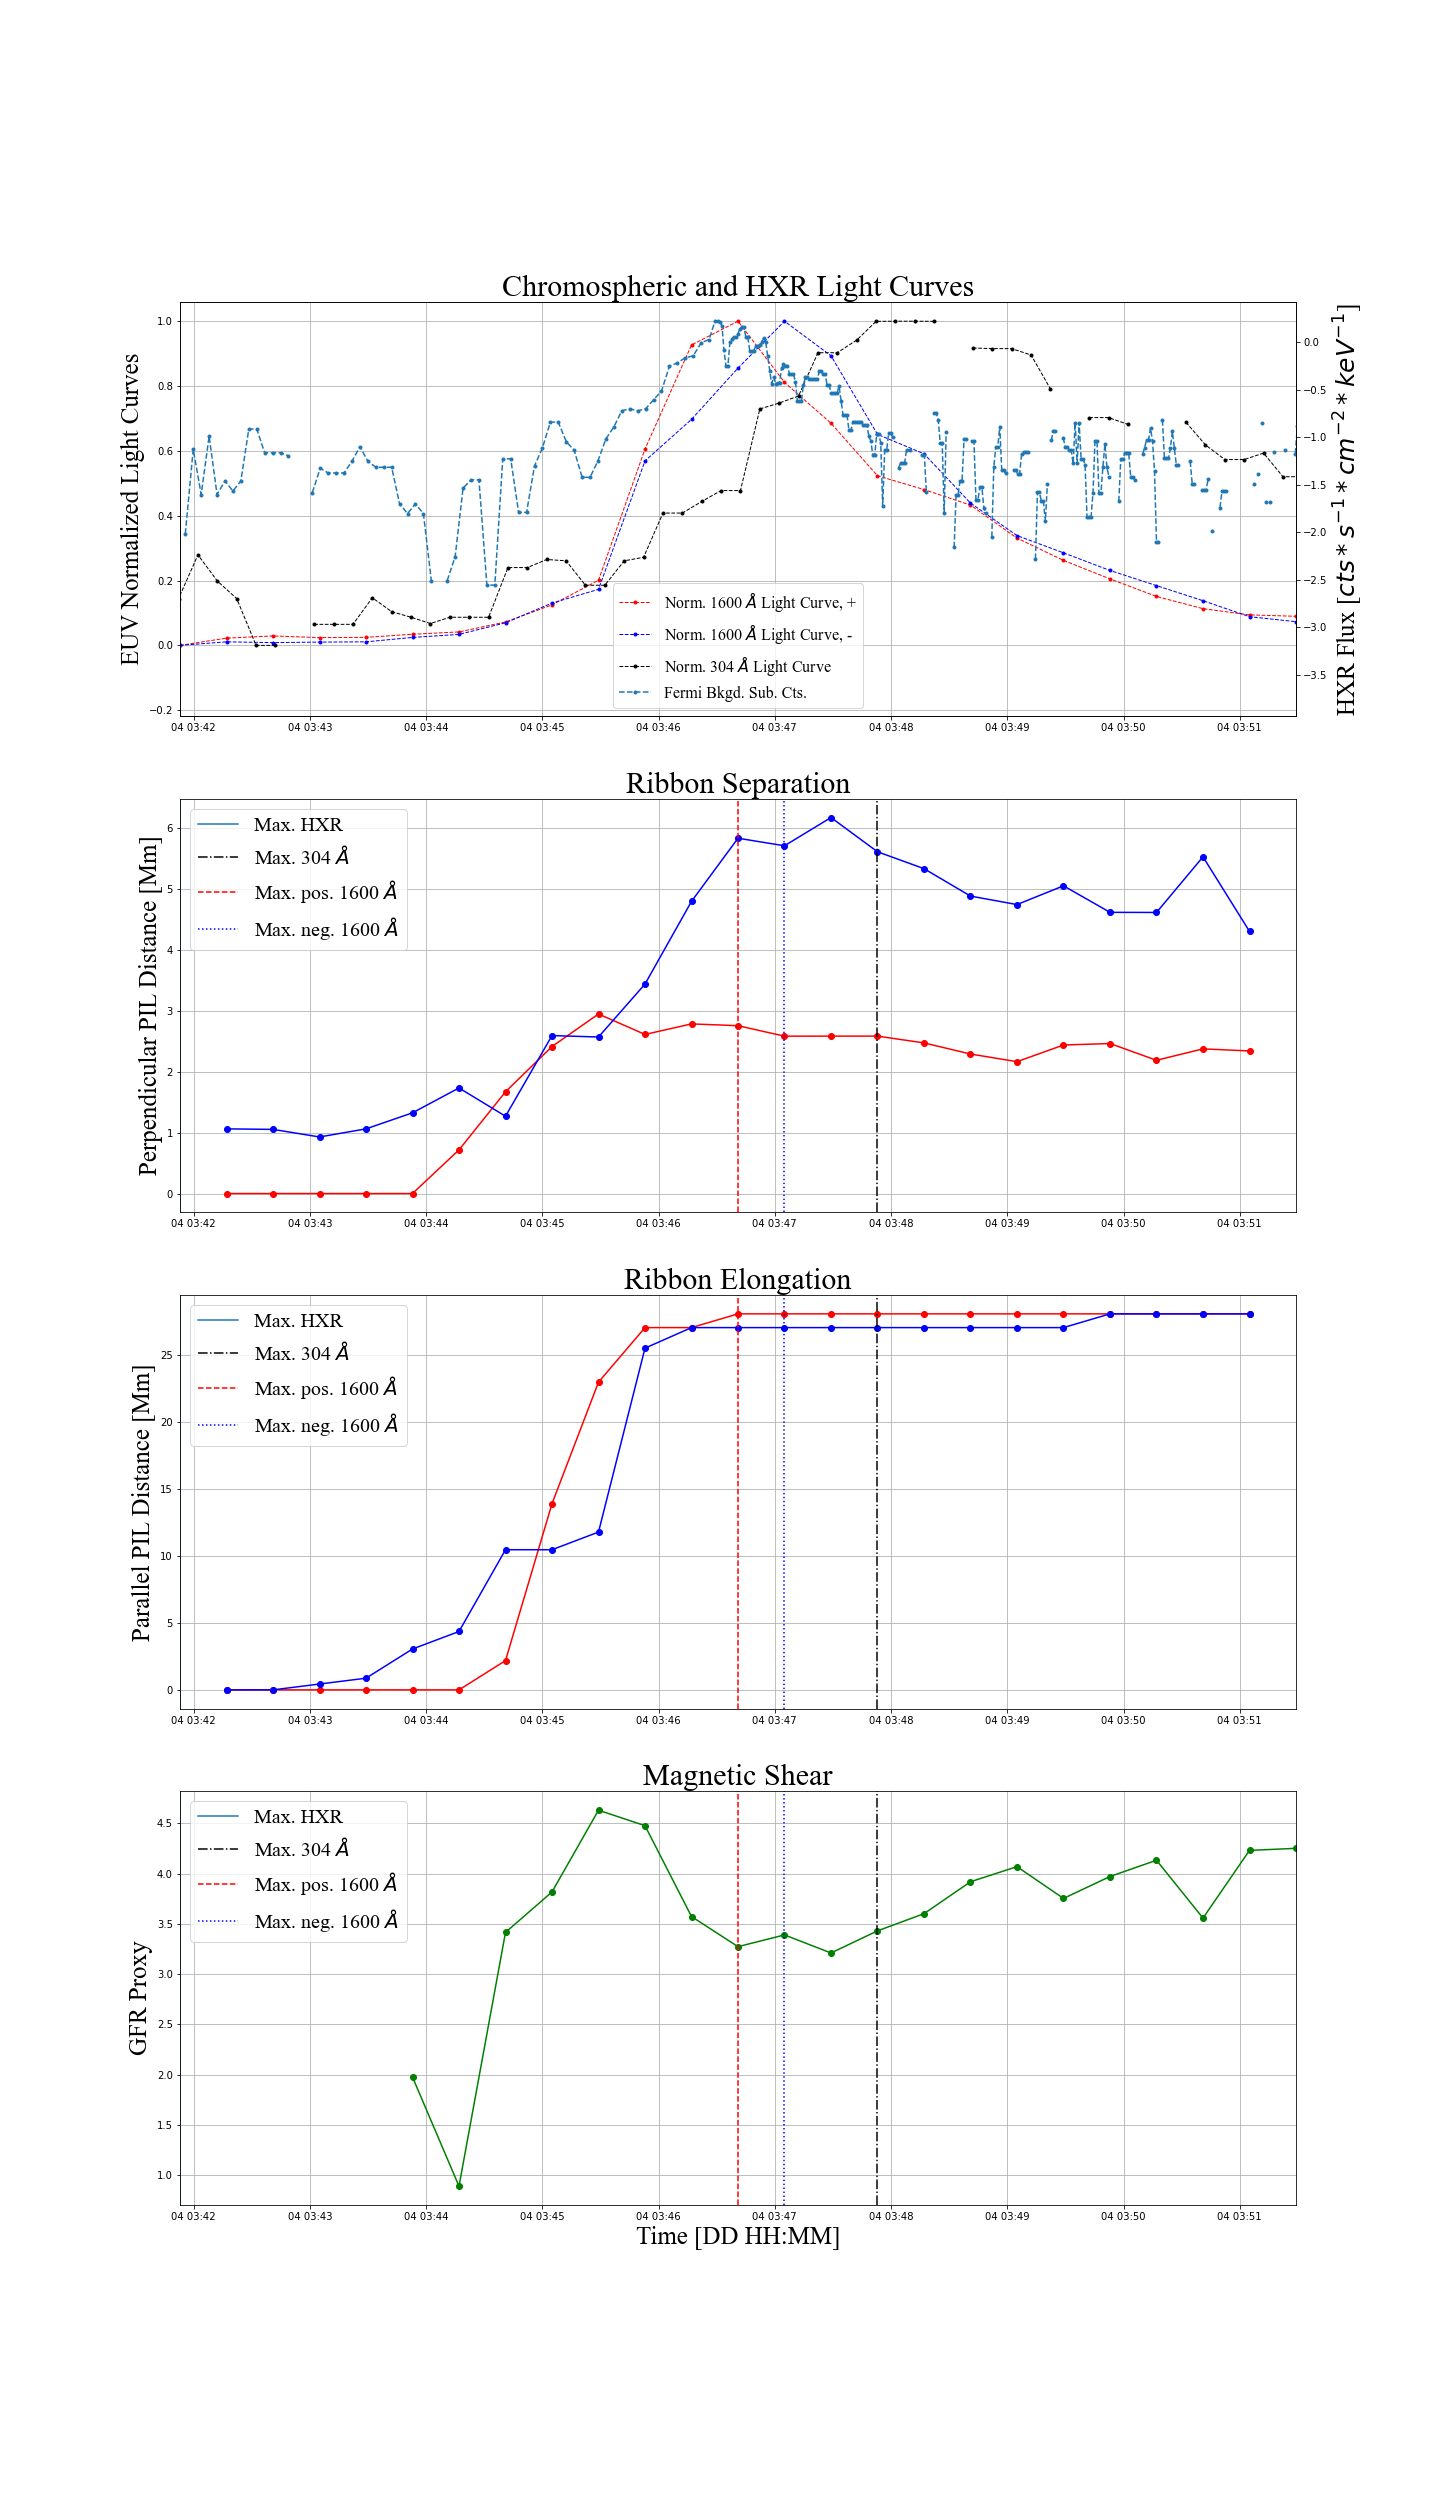 Chromospheric and HXR Light Curves
EUV Normalized Light Curves
1.0
0.8
0.6
0.4
0.2
0.0
−0.2
0.0
−0.5
−1.0
−1.5
−2.0
−2.5
−3.0
−3.5
HXR Flux [cts * s⁻¹ * cm⁻² * keV⁻¹]
Norm. 1600 Å Light Curve, +
Norm. 1600 Å Light Curve, -
Norm. 304 Å Light Curve
Fermi Bkgd. Sub. Cts.
04 03:42 04 03:43 04 03:44 04 03:45 04 03:46 04 03:47 04 03:48 04 03:49 04 03:50 04 03:51
Ribbon Separation
Perpendicular PIL Distance [Mm]
6
5
4
3
2
1
0
Max. HXR
Max. 304 Å
Max. pos. 1600 Å
Max. neg. 1600 Å
04 03:42 04 03:43 04 03:44 04 03:45 04 03:46 04 03:47 04 03:48 04 03:49 04 03:50 04 03:51
Ribbon Elongation
Parallel PIL Distance [Mm]
25
20
15
10
5
0
Max. HXR
Max. 304 Å
Max. pos. 1600 Å
Max. neg. 1600 Å
04 03:42 04 03:43 04 03:44 04 03:45 04 03:46 04 03:47 04 03:48 04 03:49 04 03:50 04 03:51
Magnetic Shear
GFR Proxy
4.5
4.0
3.5
3.0
2.5
2.0
1.5
1.0
Max. HXR
Max. 304 Å
Max. pos. 1600 Å
Max. neg. 1600 Å
04 03:42 04 03:43 04 03:44 04 03:45 04 03:46 04 03:47 04 03:48 04 03:49 04 03:50 04 03:51
Time [DD HH:MM]